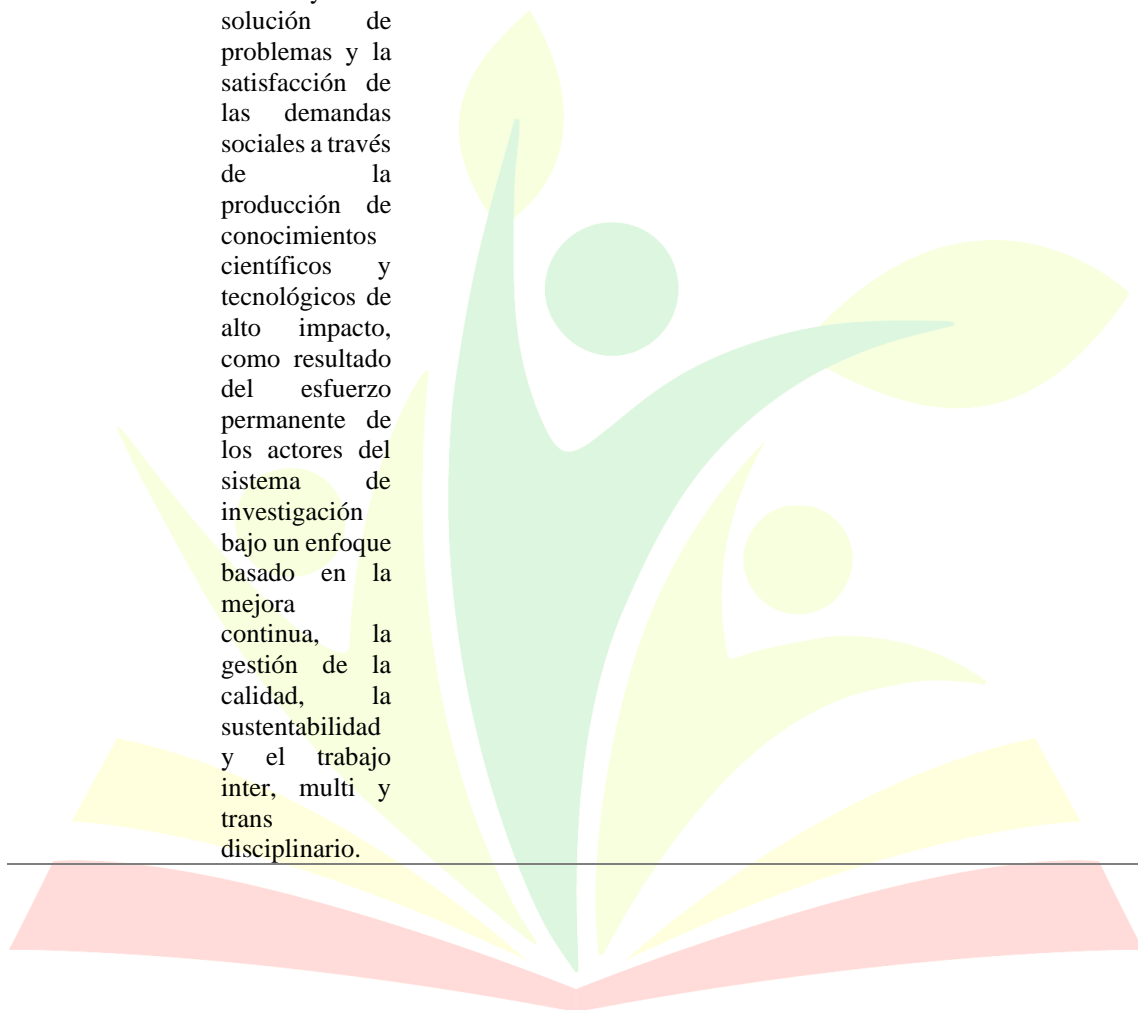 solución de
problemas y la
satisfacción de
las demandas
sociales a través
de la
producción de
conocimientos
científicos y
tecnológicos de
alto impacto,
como resultado
del esfuerzo
permanente de
los actores del
sistema de
investigación
bajo un enfoque
basado en la
mejora
continua, la
gestión de la
calidad, la
sustentabilidad
y el trabajo
inter, multi y
trans
disciplinario.